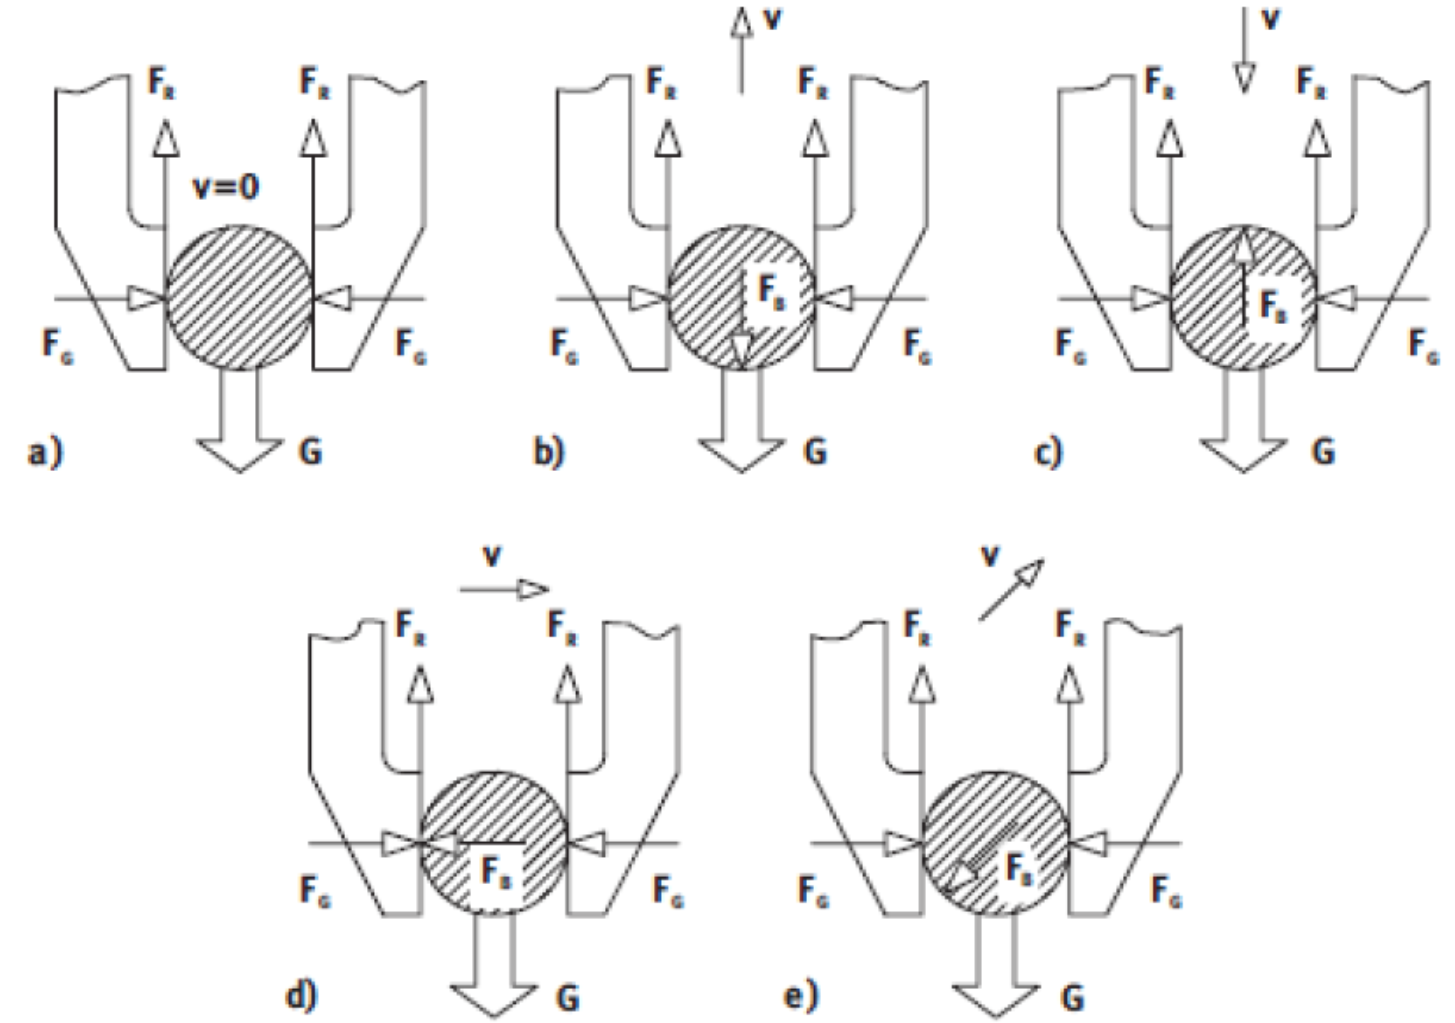 v v
F_R F_R F_R F_R F_R F_R
v=0
F_B F_B
F_G F_G F_G F_G F_G F_G
a) G b) G c) G
v v
F_R F_R F_R F_R
F_B F_B
F_G F_G F_G F_G
d) G e) G